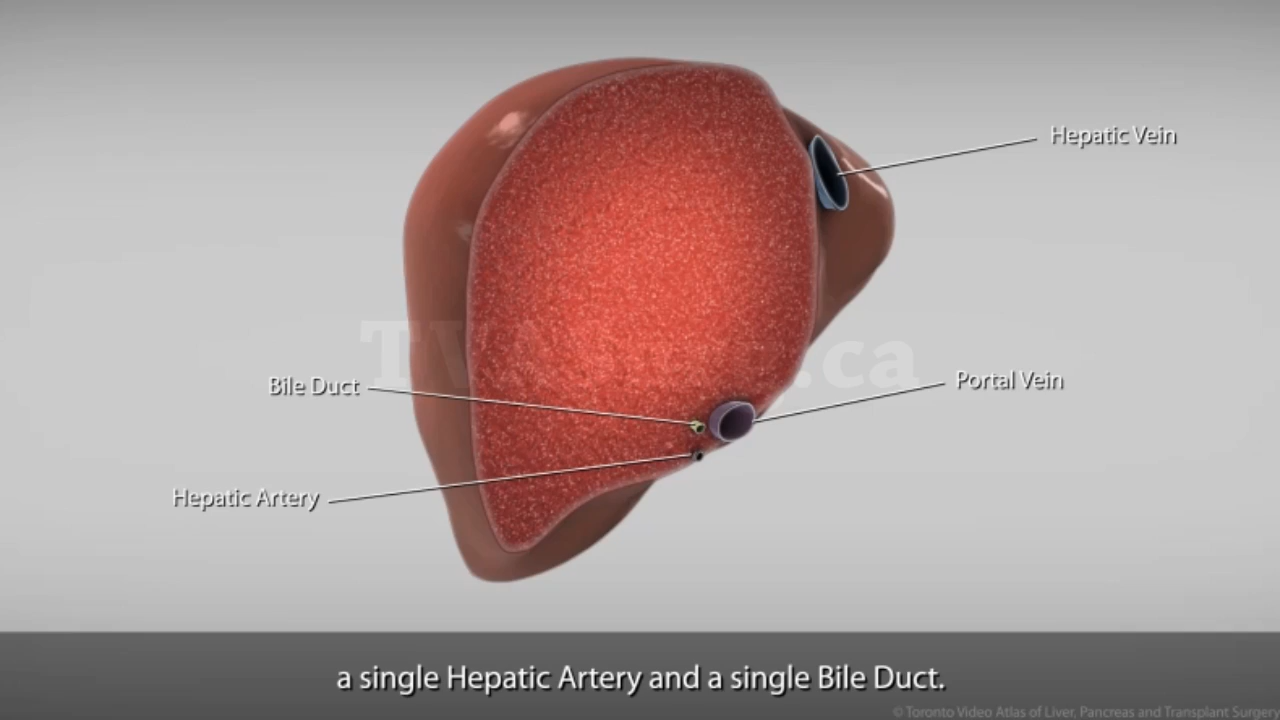 Hepatic Vein
Portal Vein
Bile Duct
Hepatic Artery
a single Hepatic Artery and a single Bile Duct.
© Toronto Video Atlas of Liver, Pancreas and Transplant Surgery